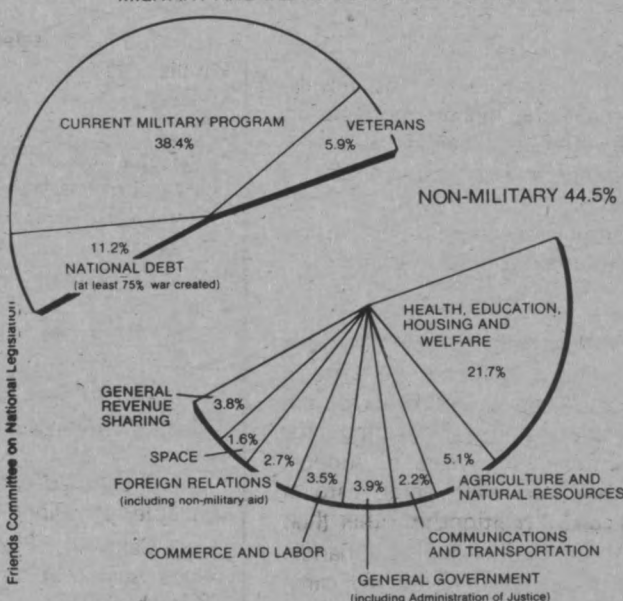 CURRENT MILITARY PROGRAM
38.4%
VETERANS
5.9%
11.2%
NATIONAL DEBT
(at least 75% war created)
NON-MILITARY 44.5%
HEALTH, EDUCATION,
HOUSING AND
WELFARE
21.7%
GENERAL
REVENUE
SHARING
3.8%
SPACE
1.6%
FOREIGN RELATIONS
(including non-military aid)
2.7%
COMMERCE AND LABOR
3.5%
GENERAL GOVERNMENT
(including Administration of Justice)
3.9%
COMMUNICATIONS
AND TRANSPORTATION
2.2%
AGRICULTURE AND
NATURAL RESOURCES
5.1%
Friends Committee on National Legislation